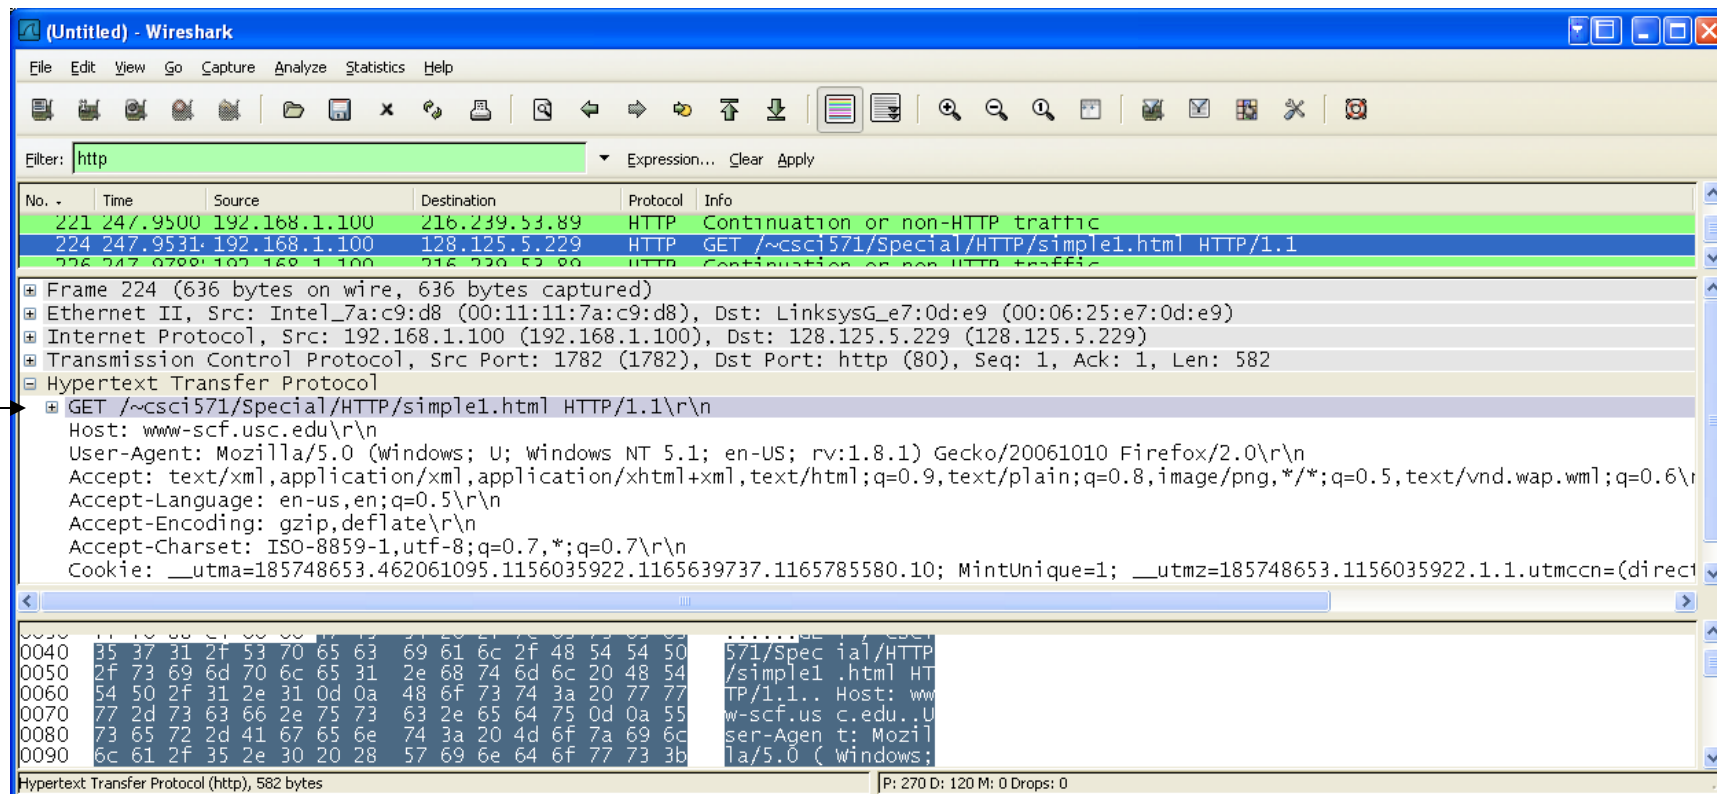 (Untitled) - Wireshark
File Edit View Go Capture Analyze Statistics Help
Filter: http Expression... Clear Apply
No. Time Source Destination Protocol Info
221 247.9500 192.168.1.100 216.239.53.89 HTTP Continuation or non-HTTP traffic
224 247.9531 192.168.1.100 128.125.5.229 HTTP GET /~csci571/Special/HTTP/simple1.html HTTP/1.1
226 247.9788 192.168.1.100 216.239.53.89 HTTP Continuation or non-HTTP traffic
Frame 224 (636 bytes on wire, 636 bytes captured)
Ethernet II, Src: Intel_7a:c9:d8 (00:11:11:7a:c9:d8), Dst: LinksysG_e7:0d:e9 (00:06:25:e7:0d:e9)
Internet Protocol, Src: 192.168.1.100 (192.168.1.100), Dst: 128.125.5.229 (128.125.5.229)
Transmission Control Protocol, Src Port: 1782 (1782), Dst Port: http (80), Seq: 1, Ack: 1, Len: 582
Hypertext Transfer Protocol
GET /~csci571/Special/HTTP/simple1.html HTTP/1.1\r\n
Host: www-scf.usc.edu\r\n
User-Agent: Mozilla/5.0 (Windows; U; Windows NT 5.1; en-US; rv:1.8.1) Gecko/20061010 Firefox/2.0\r\n
Accept: text/xml,application/xml,application/xhtml+xml,text/html;q=0.9,text/plain;q=0.8,image/png,*/*;q=0.5,text/vnd.wap.wml;q=0.6\r
Accept-Language: en-us,en;q=0.5\r\n
Accept-Encoding: gzip,deflate\r\n
Accept-Charset: ISO-8859-1,utf-8;q=0.7,*;q=0.7\r\n
Cookie: __utma=185748653.462061095.1156035922.1165639737.1165785580.10; MintUnique=1; __utmz=185748653.1156035922.1.1.utmccn=(direct
0040 35 37 31 2f 53 70 65 63 69 61 6c 2f 48 54 54 50 571/Spec ial/HTTP
0050 2f 73 69 6d 70 6c 65 31 2e 68 74 6d 6c 20 48 54 /simple1 .html HT
0060 54 50 2f 31 2e 31 0d 0a 48 6f 73 74 3a 20 77 77 TP/1.1.. Host: ww
0070 77 2d 73 63 66 2e 75 73 63 2e 65 64 75 0d 0a 55 w-scf.us c.edu..U
0080 73 65 72 2d 41 67 65 6e 74 3a 20 4d 6f 7a 69 6c ser-Agen t: Mozil
0090 6c 61 2f 35 2e 30 20 28 57 69 6e 64 6f 77 73 3b la/5.0 ( Windows;
Hypertext Transfer Protocol (http), 582 bytes P: 270 D: 120 M: 0 Drops: 0